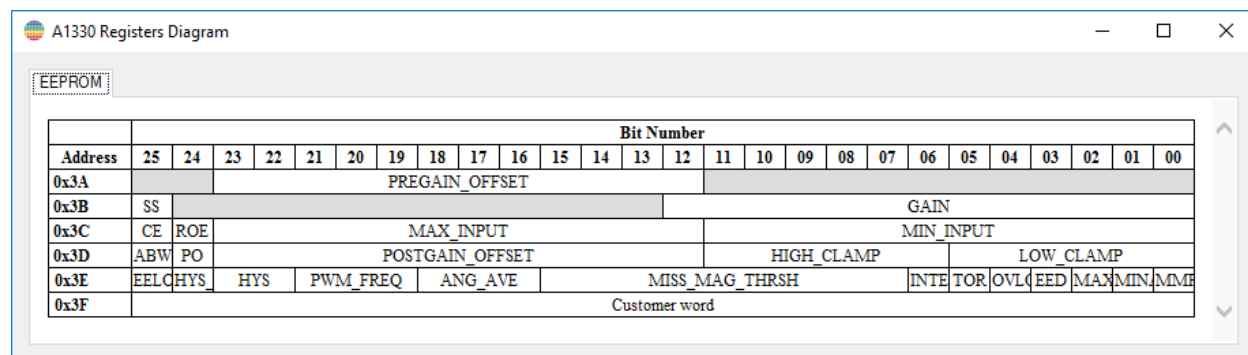 A1330 Registers Diagram
EEPROM
Bit Number
Address 25 24 23 22 21 20 19 18 17 16 15 14 13 12 11 10 09 08 07 06 05 04 03 02 01 00
0x3A PREGAIN_OFFSET
0x3B SS GAIN
0x3C CE ROE MAX_INPUT MIN_INPUT
0x3D ABW PO POSTGAIN_OFFSET HIGH_CLAMP LOW_CLAMP
0x3E HYS_ HYS PWM_FREQ ANG_AVE MISS_MAG_THRSH INTE TOR EED MAX
0x3F Customer word